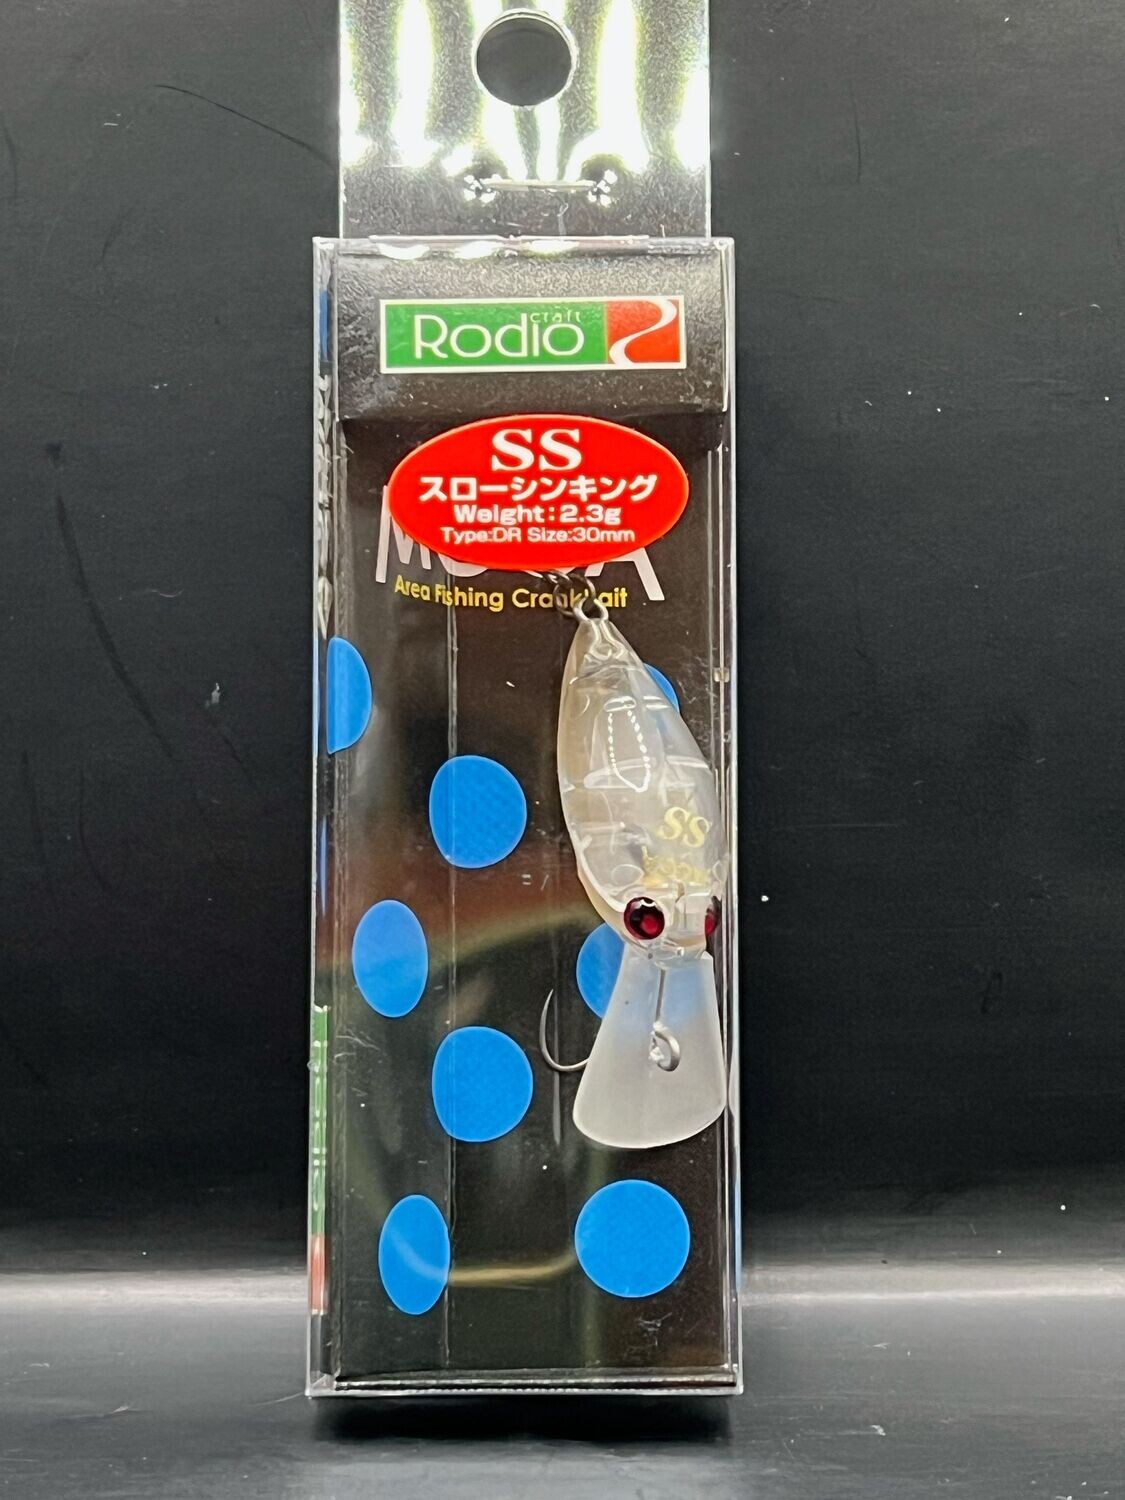 Rodio craft
SS
スローシンキング
Weight:2.3g
Type:DR Size:30mm
Area Fishing Crankbait
SS